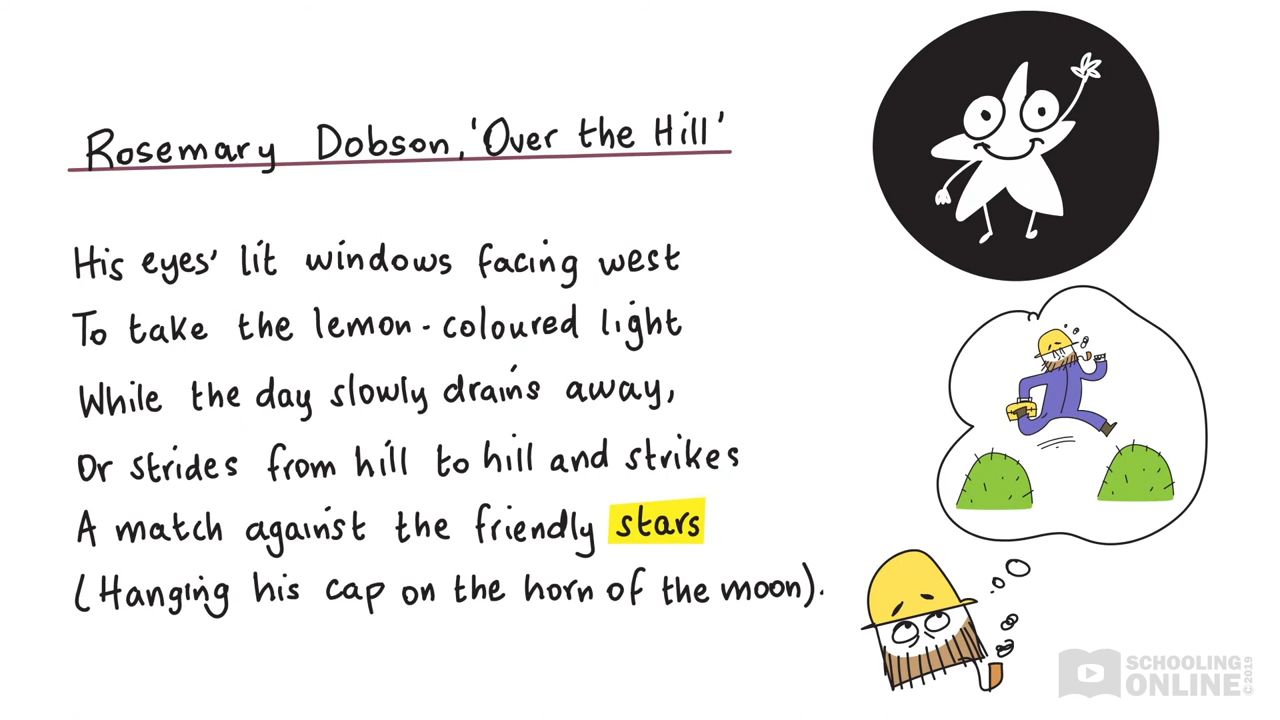 Rosemary Dobson, 'Over the Hill'
His eyes' lit windows facing west
To take the lemon-coloured light
While the day slowly drains away,
Or strides from hill to hill and strikes
A match against the friendly stars
(Hanging his cap on the horn of the moon).
SCHOOLING
ONLINE
©2019